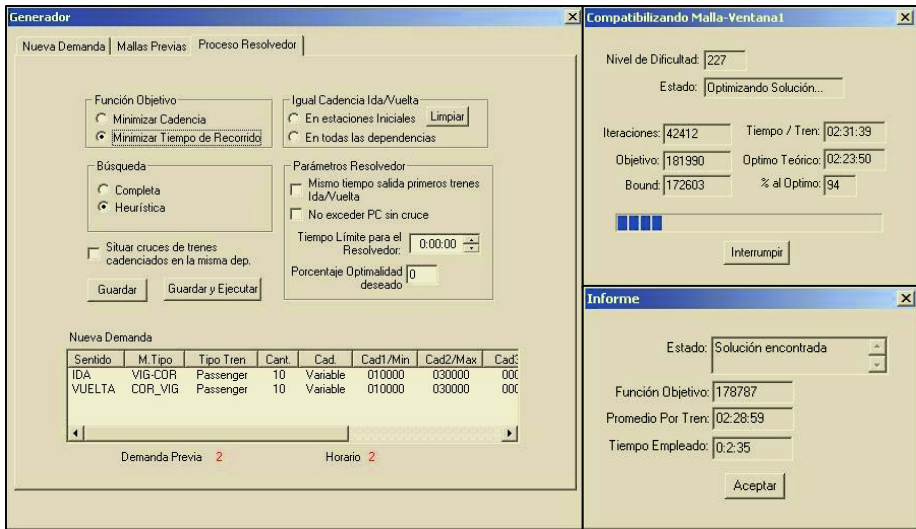 Generador
Nueva Demanda
Mallas Previas
Proceso Resolvedor
Función Objetivo
Minimizar Cadencia
Minimizar Tiempo de Recorrido
Igual Cadencia Ida/Vuelta
En estaciones Iniciales
Limpiar
En todas las dependencias
Búsqueda
Completa
Heurística
Situar cruces de trenes
cadenciados en la misma dep.
Guardar
Guardar y Ejecutar
Parámetros Resolvedor
Mismo tiempo salida primeros trenes
Ida/Vuelta
No exceder PC sin cruce
Tiempo Límite para el
Resolvedor: 0:00:00
Porcentaje Optimalidad
deseado 0
Nueva Demanda
Sentido M.Tipo Tipo Tren Cant. Cad. Cad1/Min Cad2/Max Cad3
IDA VIG-COR Passenger 10 Variable 010000 030000 000
VUELTA COR_VIG Passenger 10 Variable 010000 030000 000
Demanda Previa 2 Horario 2
Compatibilizando Malla-Ventana1
Nivel de Dificultad: 227
Estado: Optimizando Solución...
Iteraciones: 42412 Tiempo / Tren: 02:31:39
Objetivo: 181990 Optimo Teórico: 02:23:50
Bound: 172603 % al Optimo: 94
Interrumpir
Informe
Estado: Solución encontrada
Función Objetivo: 178787
Promedio Por Tren: 02:28:59
Tiempo Empleado: 0:2:35
Aceptar